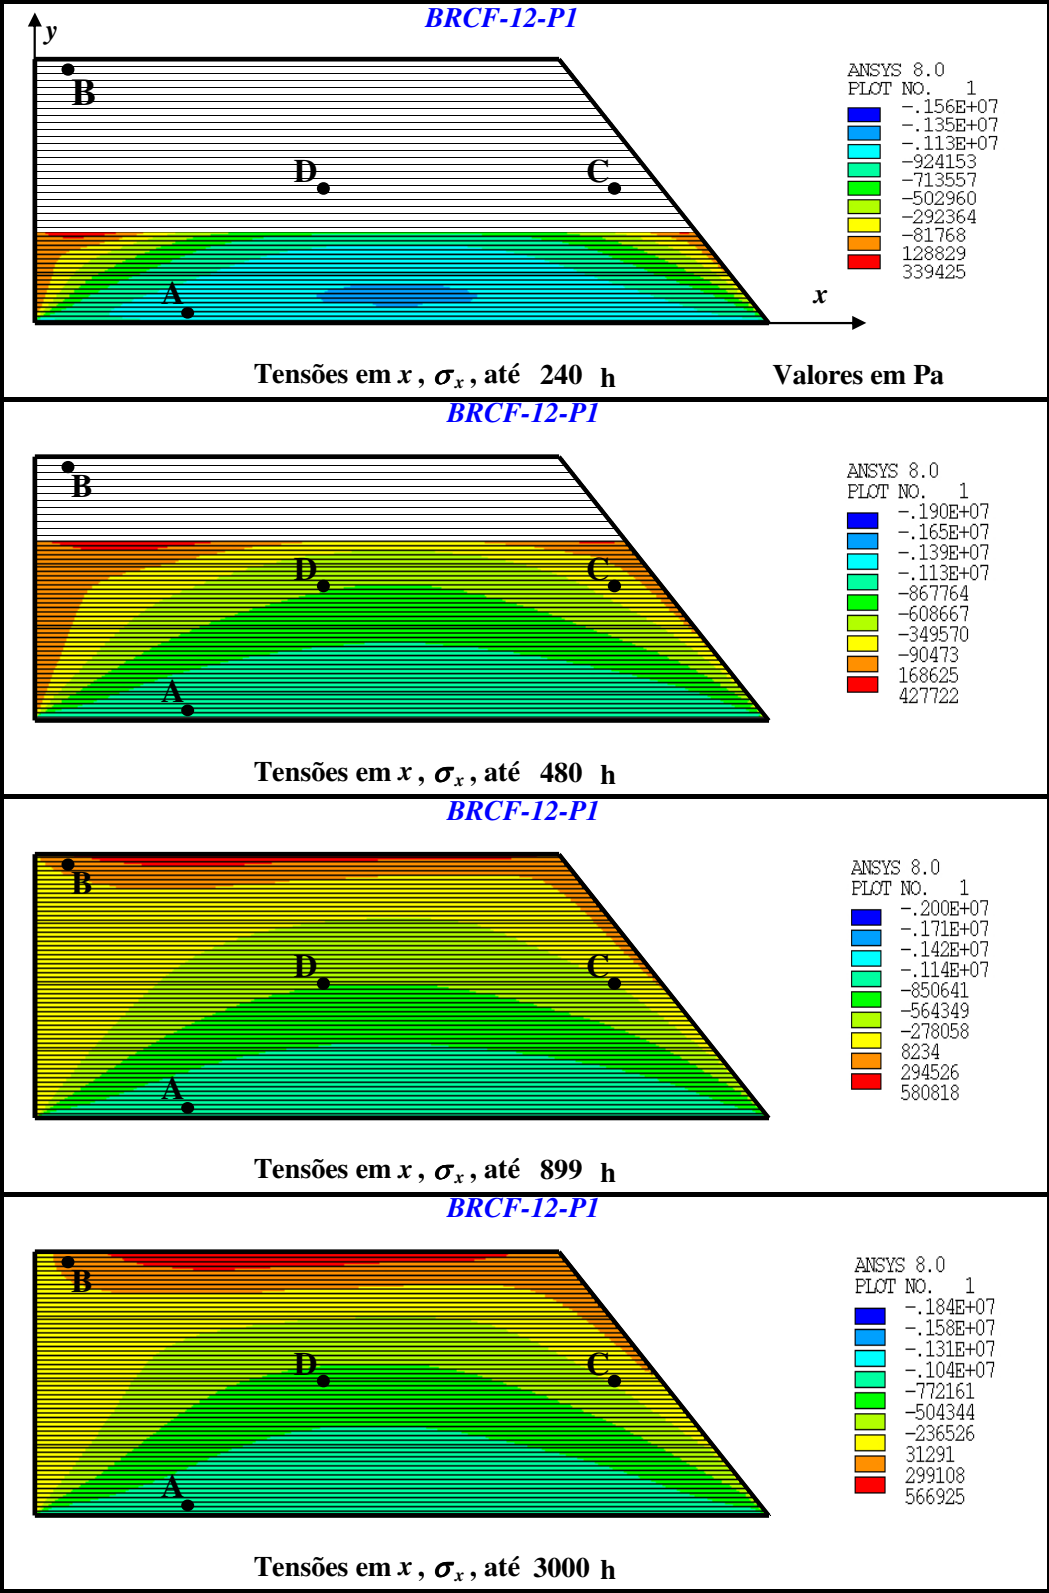 BRCF-12-P1
y
B
D
C
A
x
ANSYS 8.0
PLOT NO. 1
-.156E+07
-.135E+07
-.113E+07
-924153
-713557
-502960
-292364
-81768
128829
339425
Tensões em x , σx , até 240 h
Valores em Pa
BRCF-12-P1
B
D
C
A
ANSYS 8.0
PLOT NO. 1
-.190E+07
-.165E+07
-.139E+07
-.113E+07
-867764
-608667
-349570
-90473
168625
427722
Tensões em x , σx , até 480 h
BRCF-12-P1
B
D
C
A
ANSYS 8.0
PLOT NO. 1
-.200E+07
-.171E+07
-.142E+07
-.114E+07
-850641
-564349
-278058
8234
294526
580818
Tensões em x , σx , até 899 h
BRCF-12-P1
B
D
C
A
ANSYS 8.0
PLOT NO. 1
-.184E+07
-.158E+07
-.131E+07
-.104E+07
-772161
-504344
-236526
31291
299108
566925
Tensões em x , σx , até 3000 h